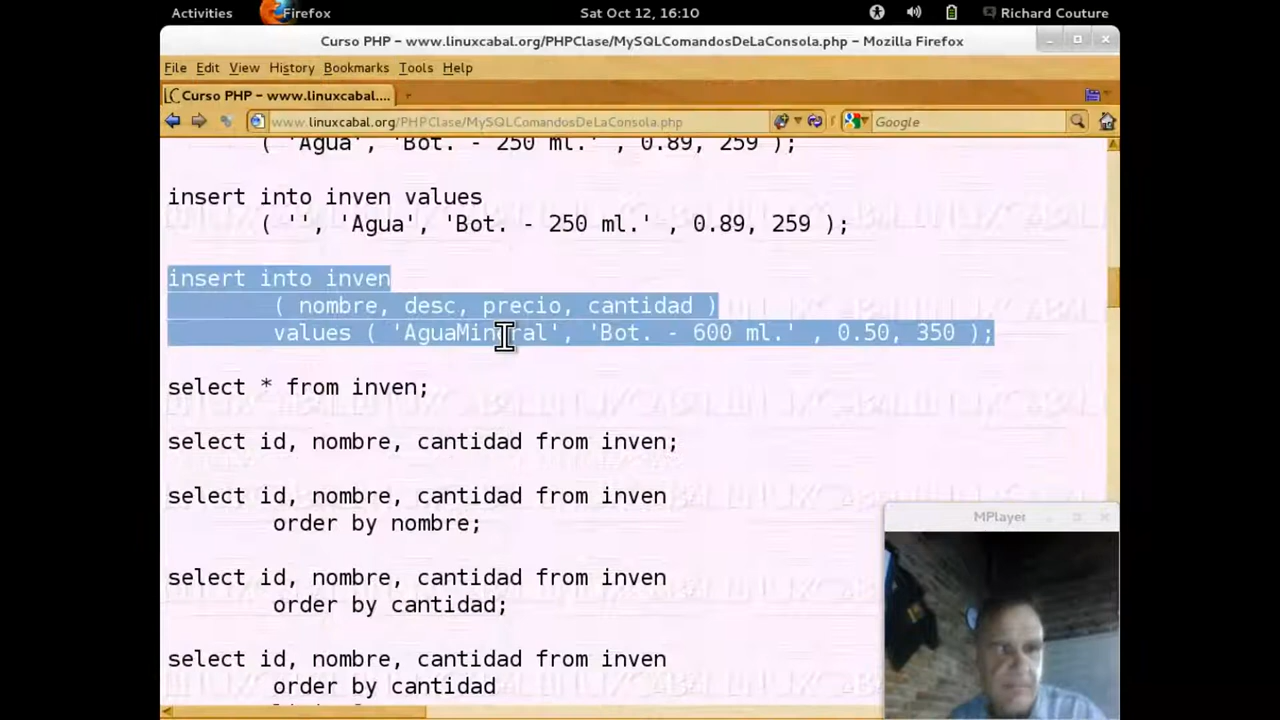 Activities Firefox Sat Oct 12, 16:10 Richard Couture
Curso PHP – www.linuxcabal.org/PHPClase/MySQLComandosDeLaConsola.php – Mozilla Firefox
File Edit View History Bookmarks Tools Help
Curso PHP – www.linuxcabal.org....
www.linuxcabal.org/PHPClase/MySQLComandosDeLaConsola.php Google
( 'Agua', 'Bot. - 250 ml.' , 0.89, 259 );
insert into inven values
( '', 'Agua', 'Bot. - 250 ml.' , 0.89, 259 );
insert into inven
( nombre, desc, precio, cantidad )
values ( 'AguaMineral', 'Bot. - 600 ml.' , 0.50, 350 );
select * from inven;
select id, nombre, cantidad from inven;
select id, nombre, cantidad from inven
order by nombre;
select id, nombre, cantidad from inven
order by cantidad;
select id, nombre, cantidad from inven
order by cantidad
MPlayer